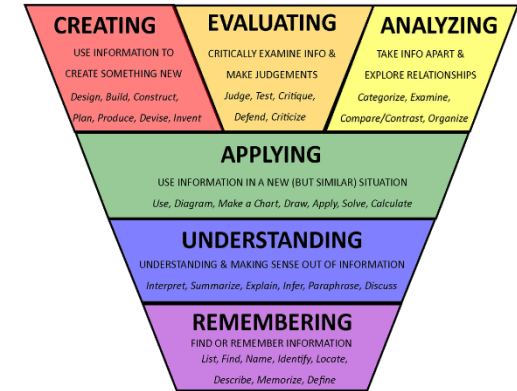 CREATING
USE INFORMATION TO
CREATE SOMETHING NEW
Design, Build, Construct,
Plan, Produce, Devise, Invent
EVALUATING
CRITICALLY EXAMINE INFO &
MAKE JUDGEMENTS
Judge, Test, Critique,
Defend, Criticize
ANALYZING
TAKE INFO APART &
EXPLORE RELATIONSHIPS
Categorize, Examine,
Compare/Contrast, Organize
APPLYING
USE INFORMATION IN A NEW (BUT SIMILAR) SITUATION
Use, Diagram, Make a Chart, Draw, Apply, Solve, Calculate
UNDERSTANDING
UNDERSTANDING & MAKING SENSE OUT OF INFORMATION
Interpret, Summarize, Explain, Infer, Paraphrase, Discuss
REMEMBERING
FIND OR REMEMBER INFORMATION
List, Find, Name, Identify, Locate,
Describe, Memorize, Define